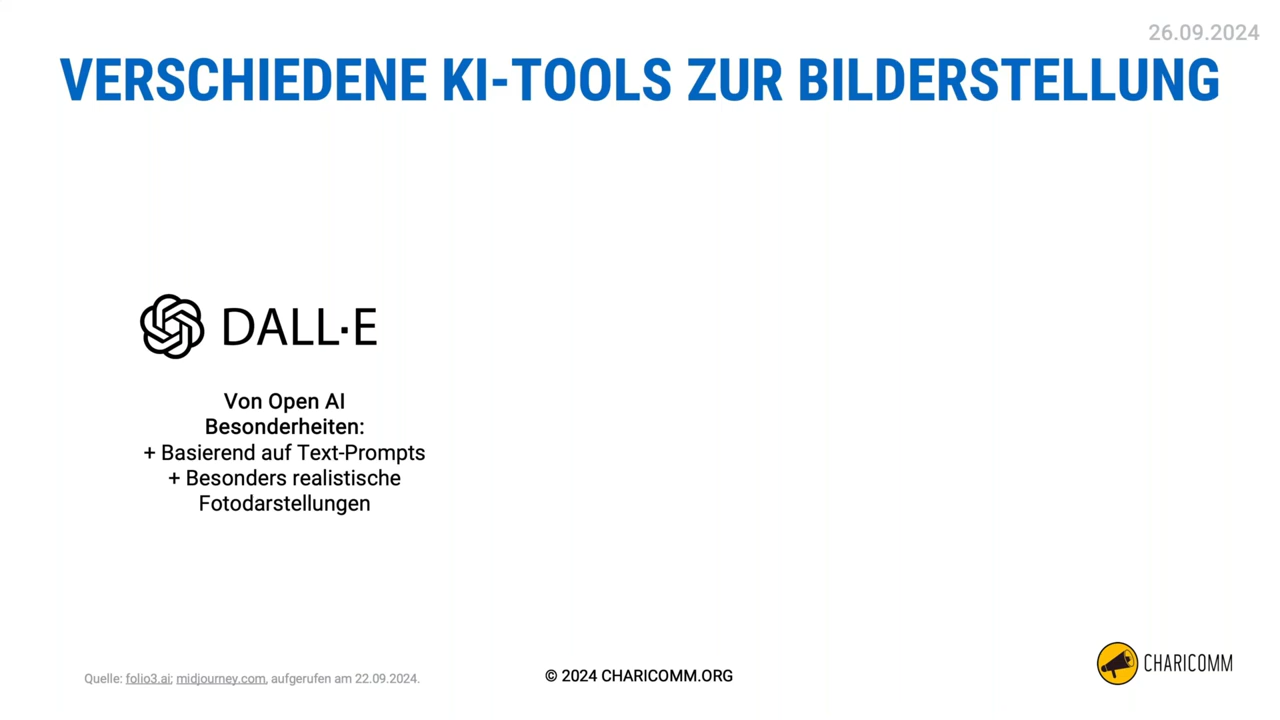 26.09.2024
VERSCHIEDENE KI-TOOLS ZUR BILDERSTELLUNG
DALL·E
Von Open AI
Besonderheiten:
+ Basierend auf Text-Prompts
+ Besonders realistische
Fotodarstellungen
Quelle: folio3.ai; midjourney.com, aufgerufen am 22.09.2024.
© 2024 CHARICOMM.ORG
CHARICOMM